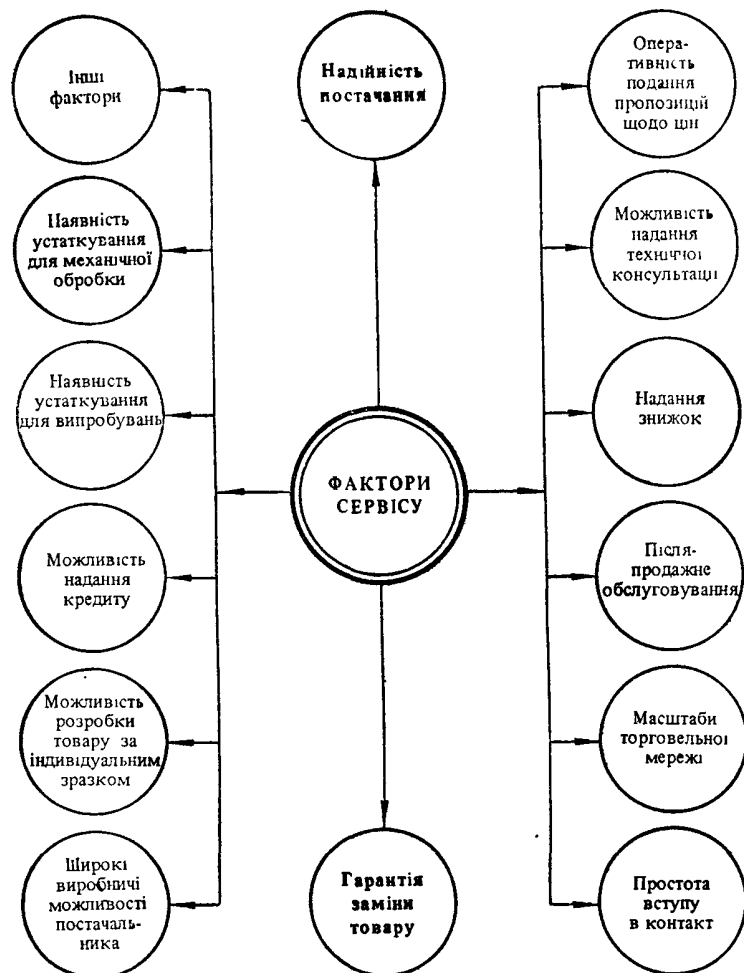 Інші
фактори
Надійність
постачання
Опера-
тивність
подання
пропозицій
щодо цін
Наявність
устаткування
для механічної
обробки
Можливість
надання
технічної
консультації
Наявність
устаткування
для випробувань
Надання
знижок
ФАКТОРИ
СЕРВІСУ
Можливість
надання
кредиту
Після-
продажне
обслуговування
Можливість
розробки
товару за
індивідуальним
зразком
Масштаби
торговельної
мережі
Широкі
виробничі
можливості
постачаль-
ника
Гарантія
заміни
товару
Простота
вступу
в контакт